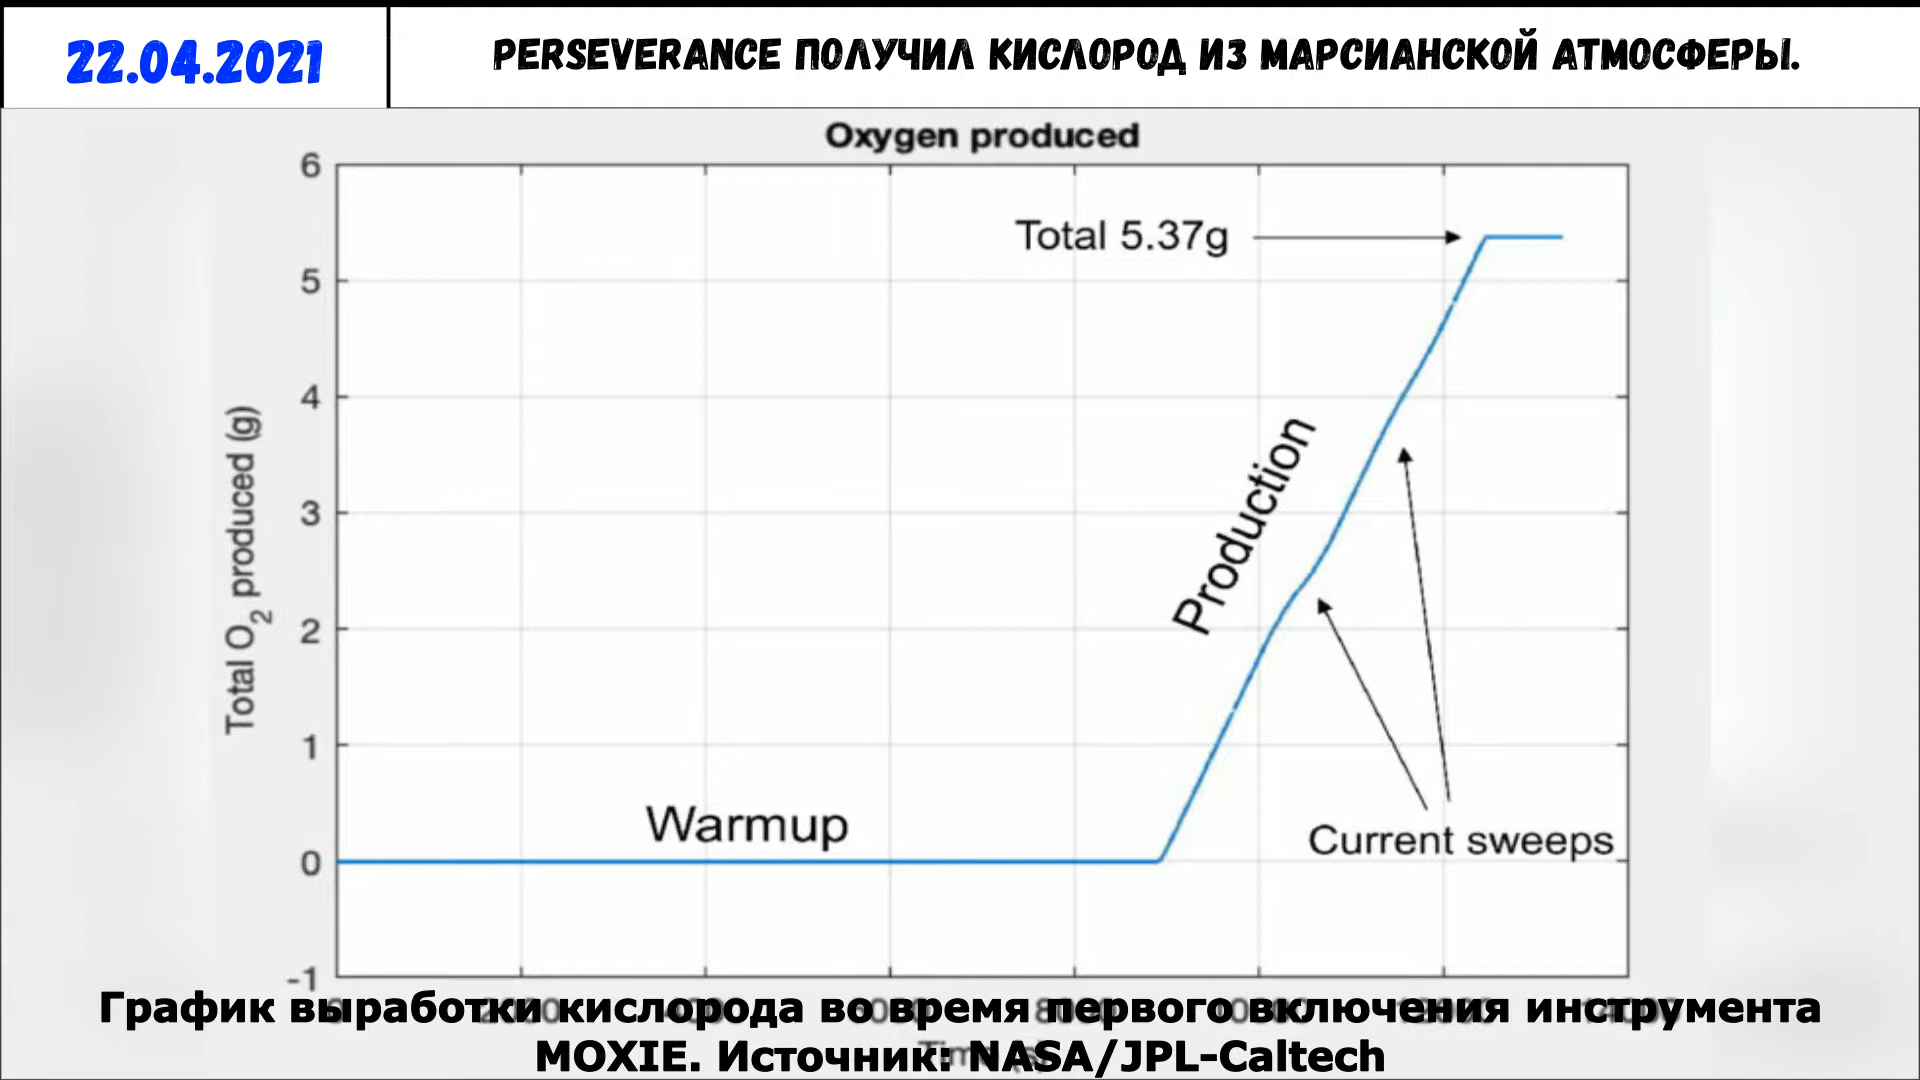 22.04.2021
PERSEVERANCE ПОЛУЧИЛ КИСЛОРОД ИЗ МАРСИАНСКОЙ АТМОСФЕРЫ.
Oxygen produced
6
5
4
3
2
1
0
-1
Total O2 produced (g)
Total 5.37g
Production
Warmup
Current sweeps
График выработки кислорода во время первого включения инструмента
MOXIE. Источник: NASA/JPL-Caltech